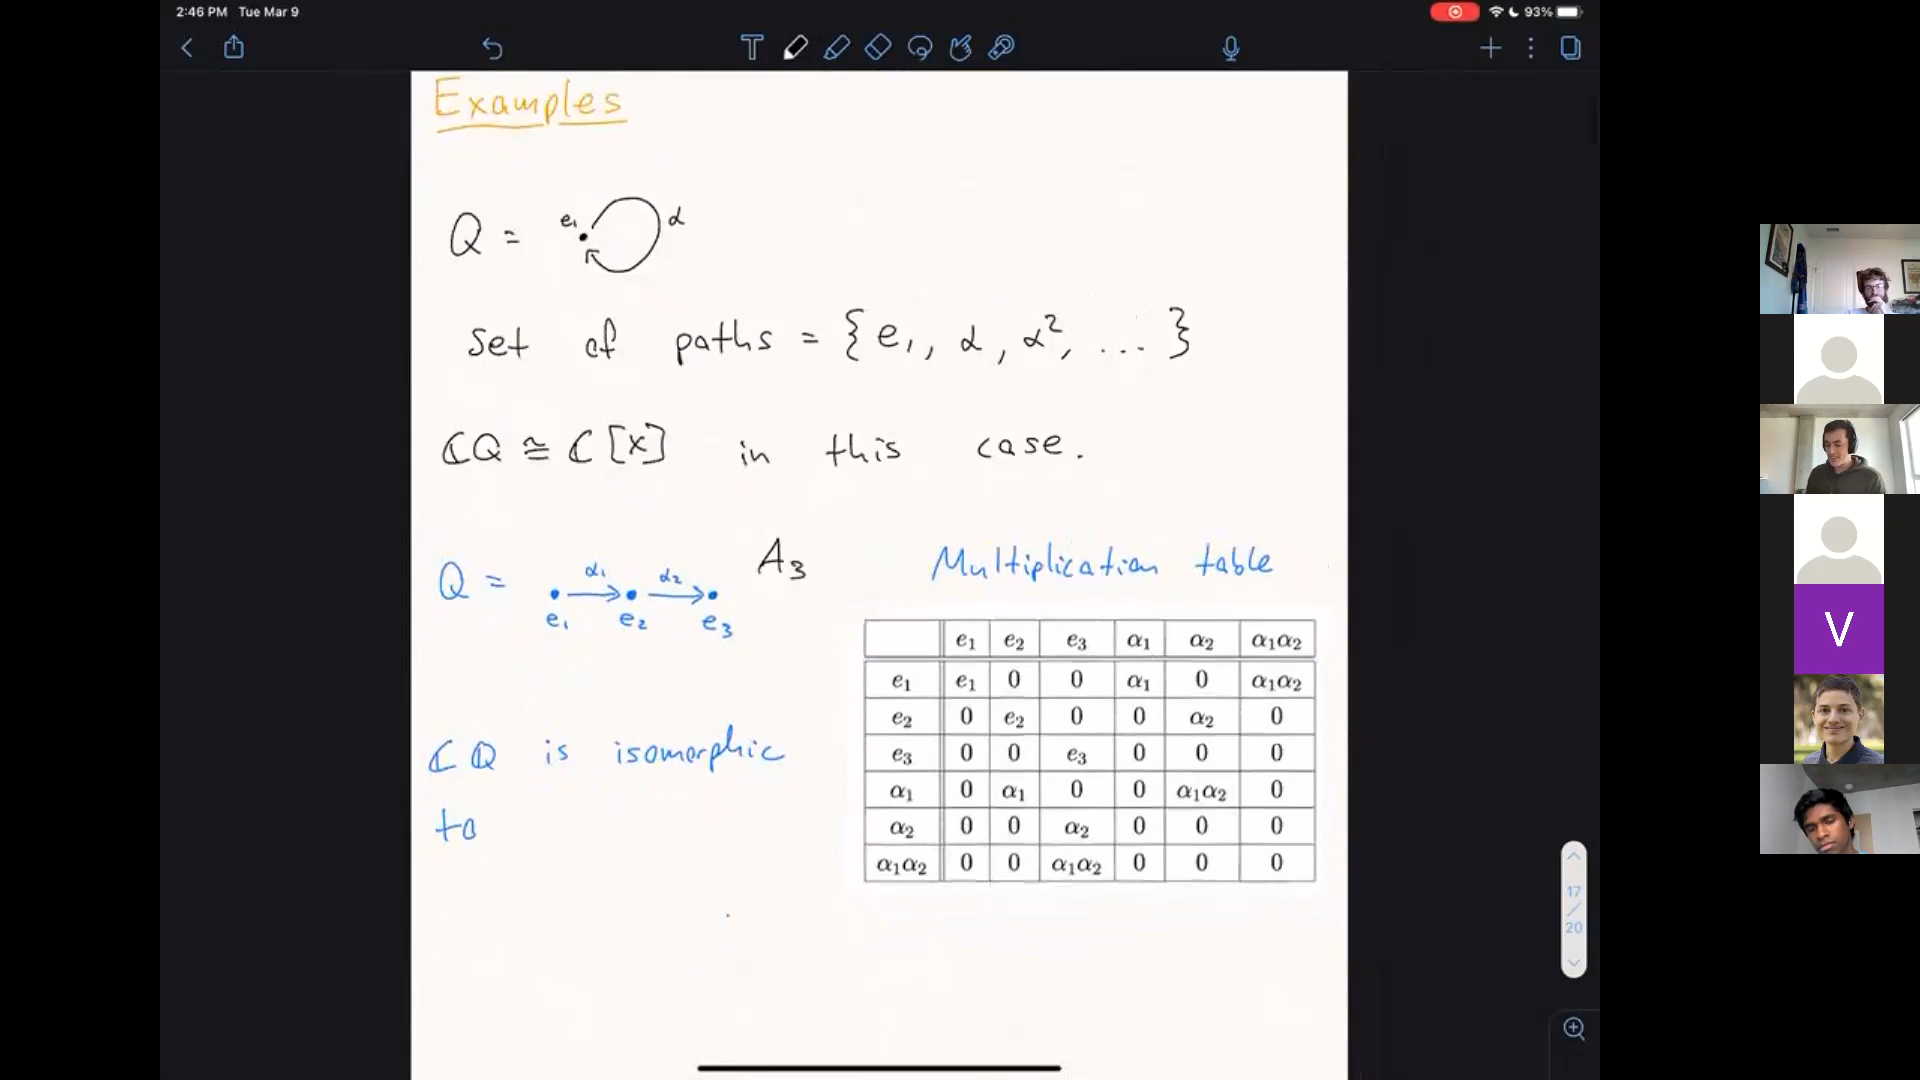 2:46 PM Tue Mar 9
93%
Examples
Q = e₁ α
set of paths = { e₁, α, α², ... }
ℂQ ≅ ℂ[x] in this case.
Q = α₁ α₂ A₃
e₁ e₂ e₃
Multiplication table
e₁ e₂ e₃ α₁ α₂ α₁α₂
e₁ e₁ 0 0 α₁ 0 α₁α₂
e₂ 0 e₂ 0 0 α₂ 0
e₃ 0 0 e₃ 0 0 0
α₁ 0 α₁ 0 0 α₁α₂ 0
α₂ 0 0 α₂ 0 0 0
α₁α₂ 0 0 α₁α₂ 0 0 0
ℂQ is isomorphic
to
17
/
20
V